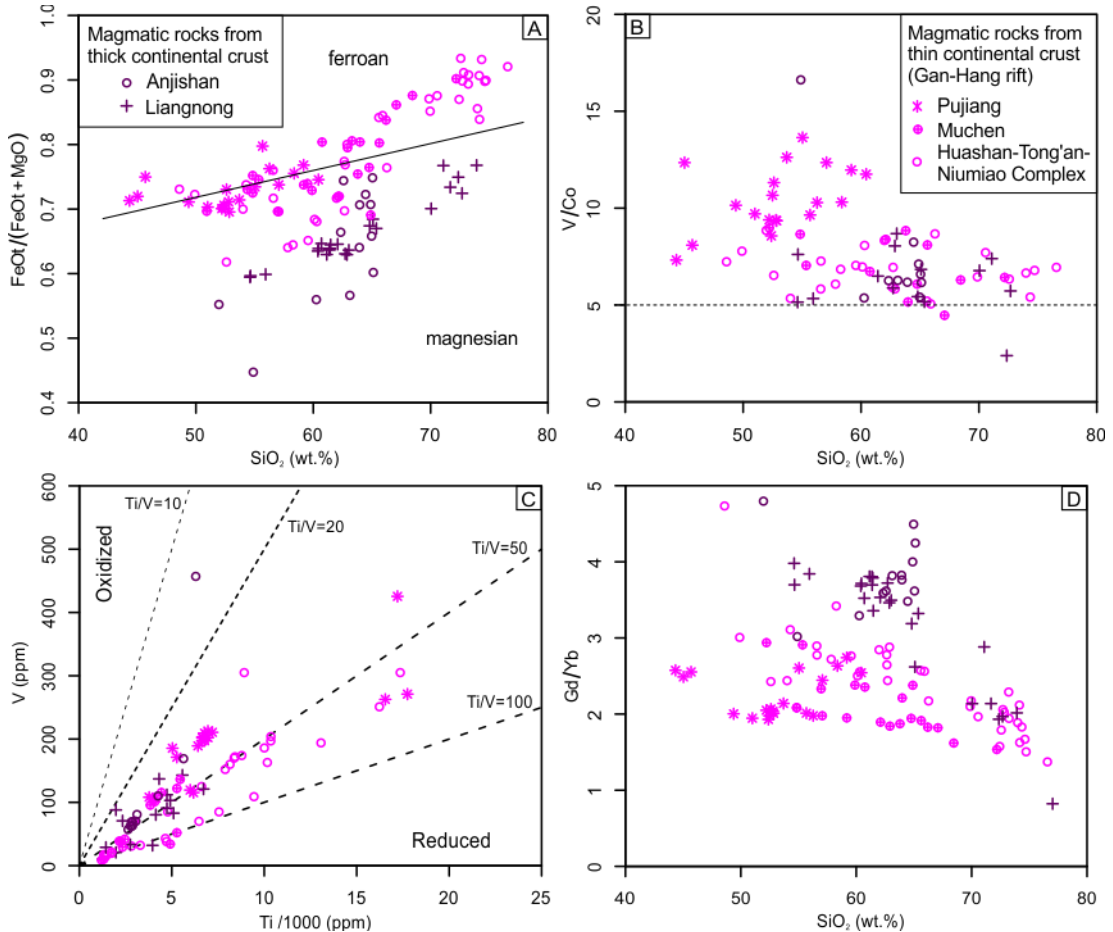 A
Magmatic rocks from
thick continental crust
Anjishan
Liangnong
ferroan
magnesian
FeOt/(FeOt+MgO)
1.0
0.9
0.8
0.7
0.6
0.5
0.4
40
50
60
70
80
SiO₂ (wt.%)
B
Magmatic rocks from
thin continental crust
(Gan-Hang rift)
Pujiang
Muchen
Huashan-Tong'an-
Niumiao Complex
V/Co
20
15
10
5
0
40
50
60
70
80
SiO₂ (wt.%)
C
Ti/V=10
Ti/V=20
Ti/V=50
Ti/V=100
Oxidized
Reduced
V (ppm)
600
500
400
300
200
100
0
0
5
10
15
20
25
Ti /1000 (ppm)
D
Gd/Yb
5
4
3
2
1
0
40
50
60
70
80
SiO₂ (wt.%)